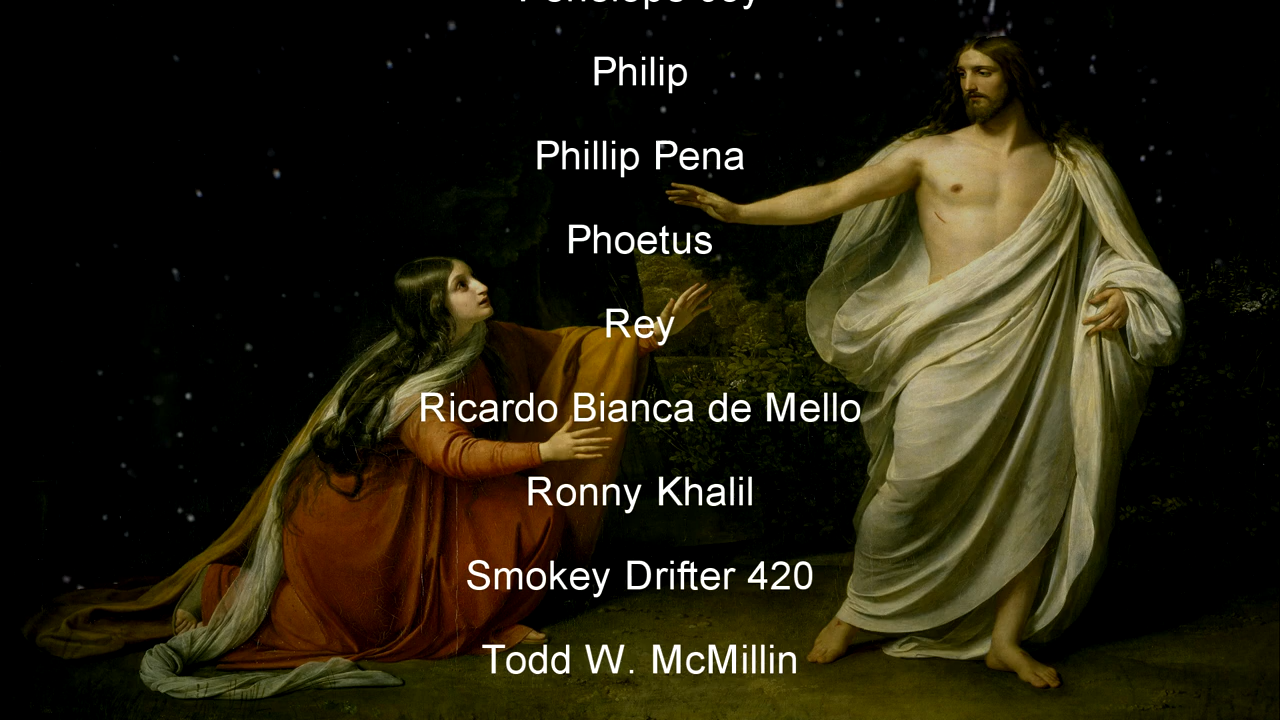 Philip
Phillip Pena
Phoetus
Rey
Ricardo Bianca de Mello
Ronny Khalil
Smokey Drifter 420
Todd W. McMillin